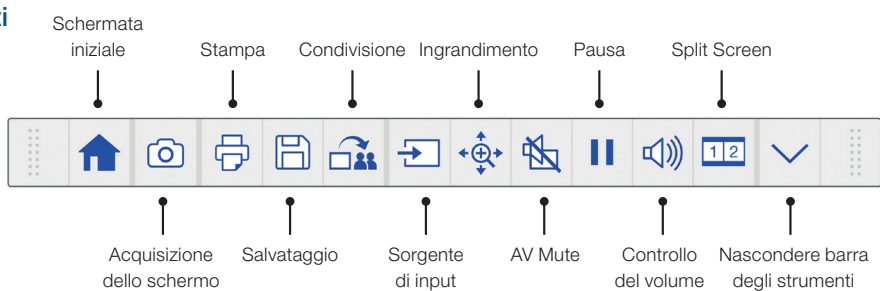 ti
Schermata
iniziale
Stampa
Condivisione
Ingrandimento
Pausa
Split Screen
1 2
Acquisizione
dello schermo
Salvataggio
Sorgente
di input
AV Mute
Controllo
del volume
Nascondere barra
degli strumenti